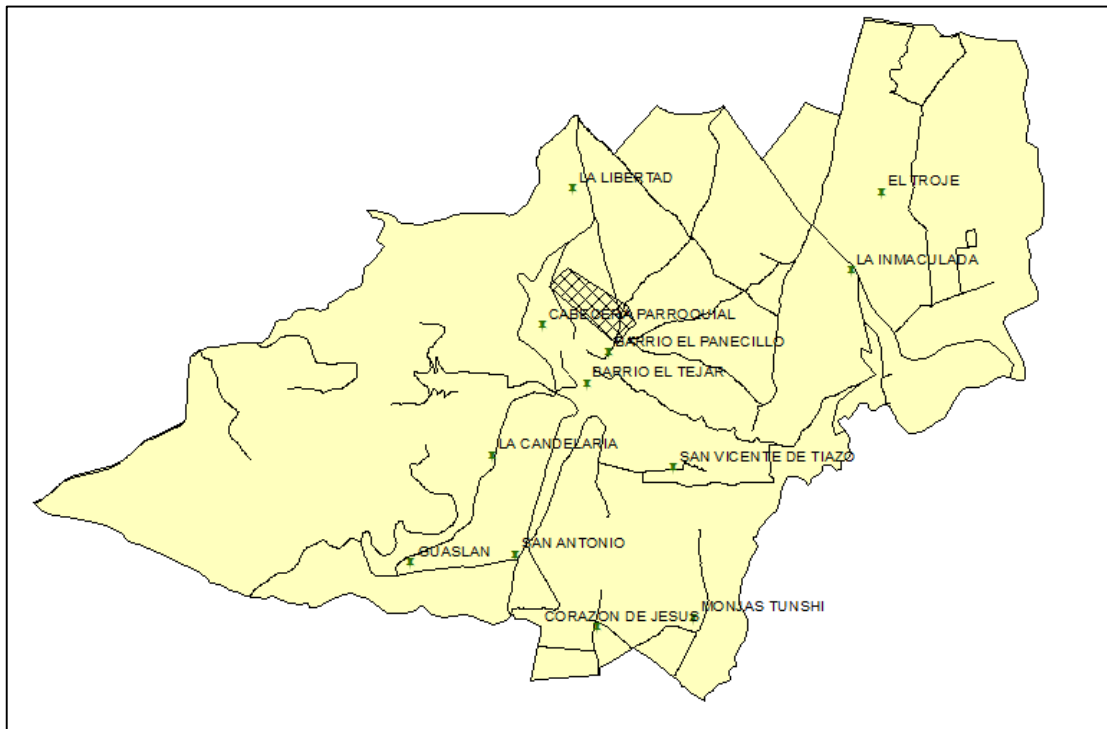 LA LIBERTAD
EL TROJE
LA INMACULADA
CABECERA PARROQUIAL
BARRIO EL PANECILLO
BARRIO EL TEJAR
LA CANDELARIA
SAN VICENTE DE TIAZO
SAN ANTONIO
GUASLAN
MONJAS TUNSHI
CORAZON DE JESUS